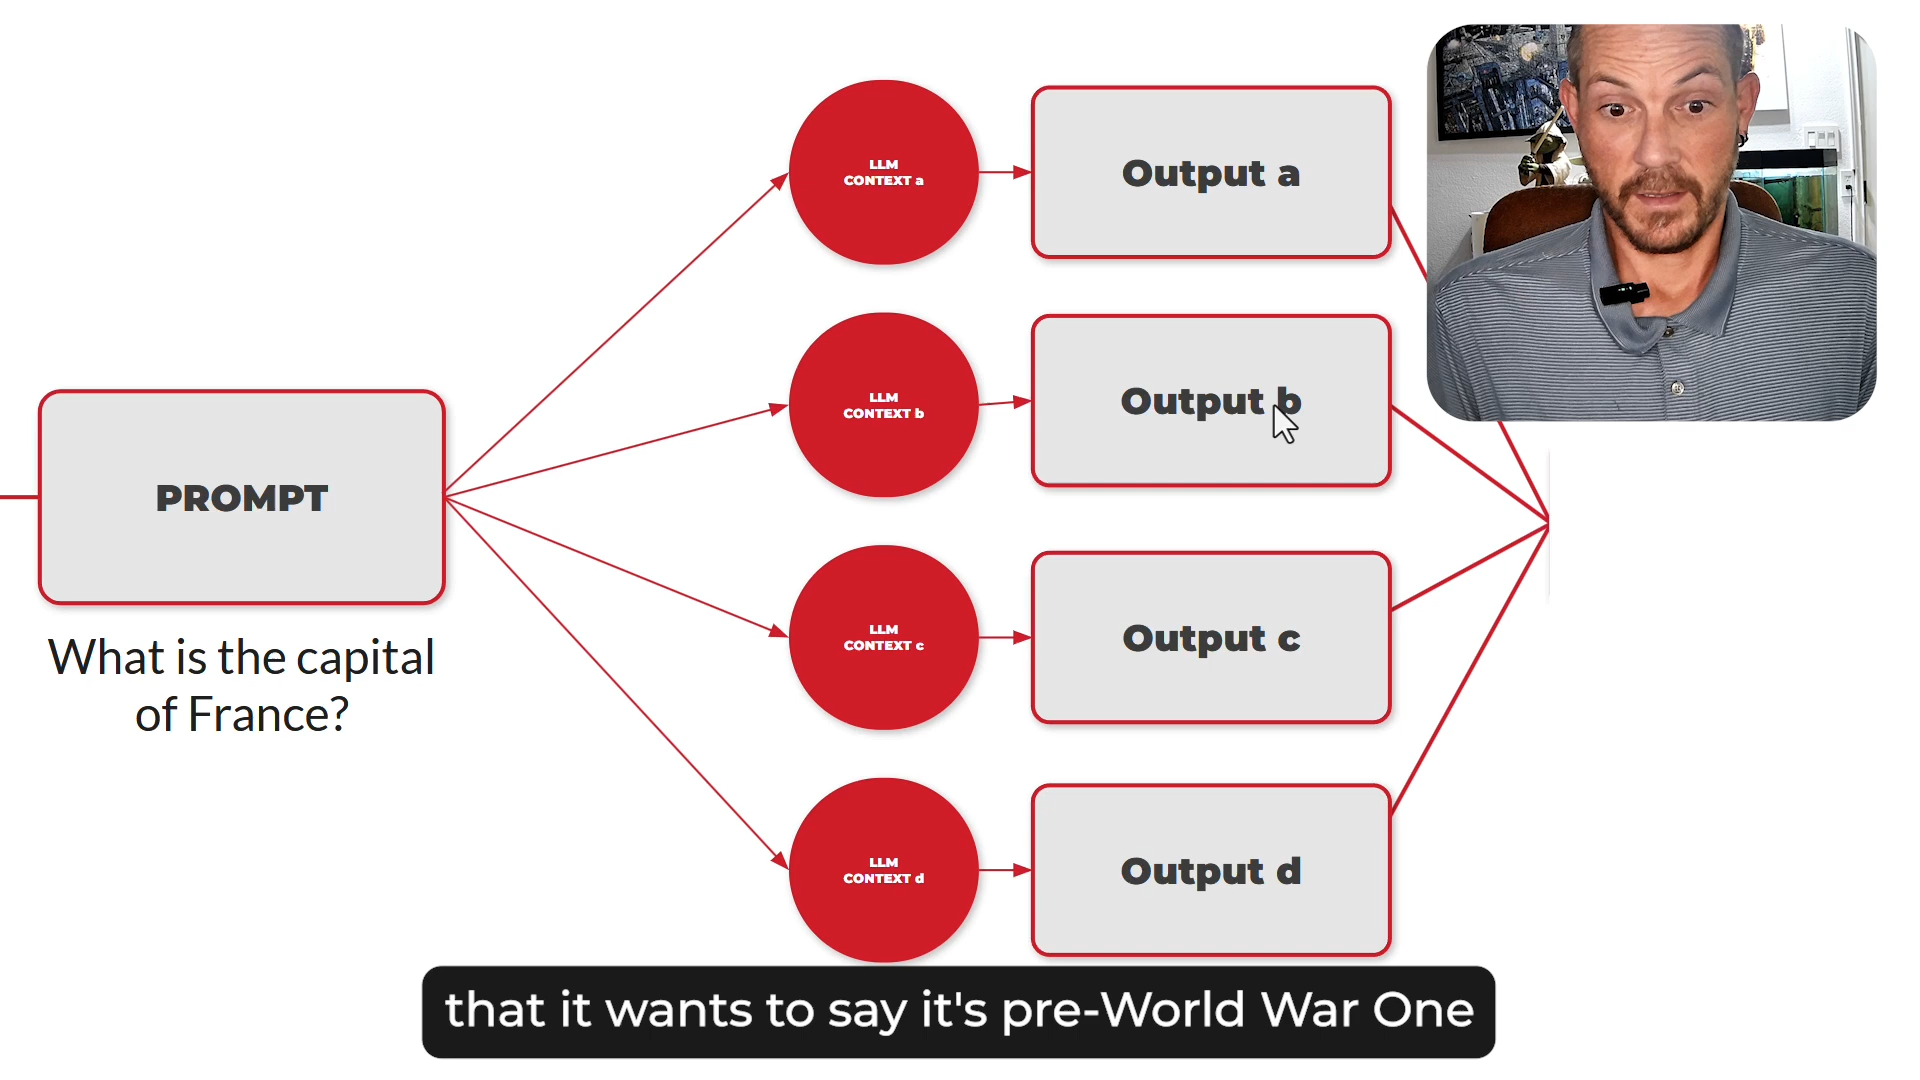 PROMPT
What is the capital
of France?
LLM
CONTEXT a
Output a
LLM
CONTEXT b
Output b
LLM
CONTEXT c
Output c
LLM
CONTEXT d
Output d
that it wants to say it's pre-World War One